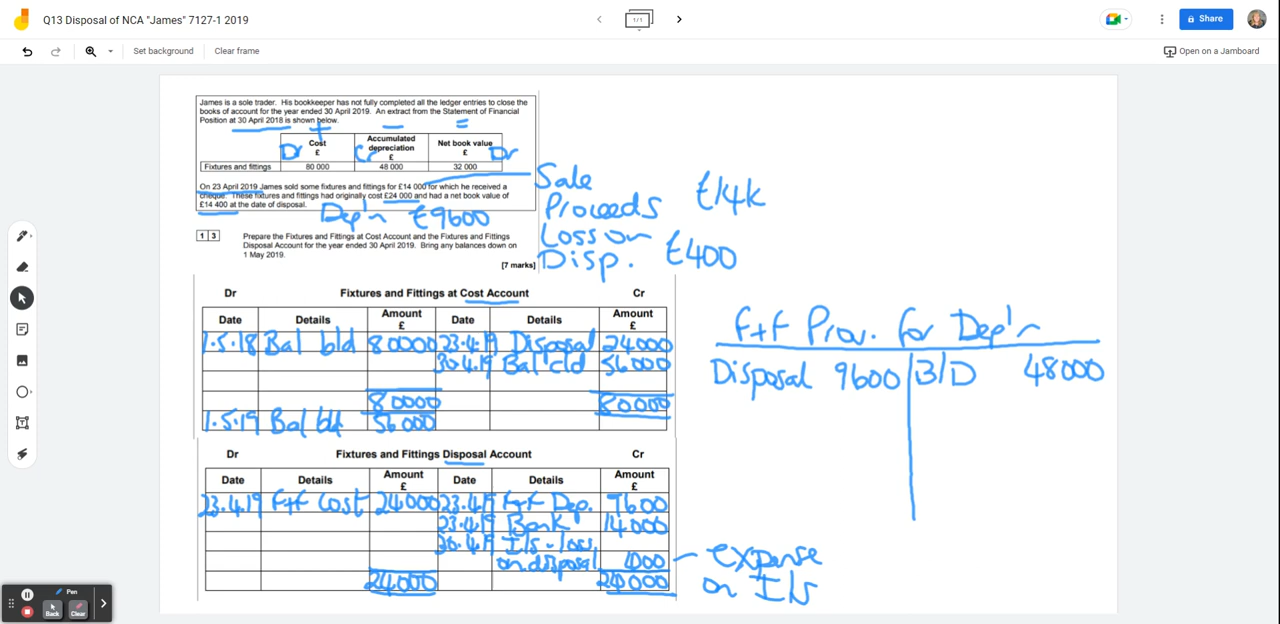 Q13 Disposal of NCA "James" 7127-1 2019
1/1
Share
Set background
Clear frame
Open on a Jamboard
James is a sole trader. His bookkeeper has not fully completed all the ledger entries to close the
books of account for the year ended 30 April 2019. An extract from the Statement of Financial
Position at 30 April 2018 is shown below.
+ – =
Cost £ Accumulated depreciation £ Net book value £
Dr Cr Dr
Fixtures and fittings 80 000 48 000 32 000
On 23 April 2019 James sold some fixtures and fittings for £14 000 for which he received a
cheque. These fixtures and fittings had originally cost £24 000 and had a net book value of
£14 400 at the date of disposal.
Dep'n £9600
Sale
Proceeds £14k
Loss on
Disp. £400
1 3 Prepare the Fixtures and Fittings at Cost Account and the Fixtures and Fittings
Disposal Account for the year ended 30 April 2019. Bring any balances down on
1 May 2019.
[7 marks]
Dr Fixtures and Fittings at Cost Account Cr
Date Details Amount £ Date Details Amount £
1.5.18 Bal b/d 80000 23.4.19 Disposal 24000
30.4.19 Bal c/d 56000
80000 80000
1.5.19 Bal b/d 56000
F+F Prov. for Dep'n
Disposal 9600 B/D 48000
Dr Fixtures and Fittings Disposal Account Cr
Date Details Amount £ Date Details Amount £
23.4.19 F+F Cost 24000 23.4.19 F+F Dep. 9600
23.4.19 Bank 14000
30.4.19 I/S - loss
on disposal 400
24000 24000
expense
on I/S
Pen
Back
Clear